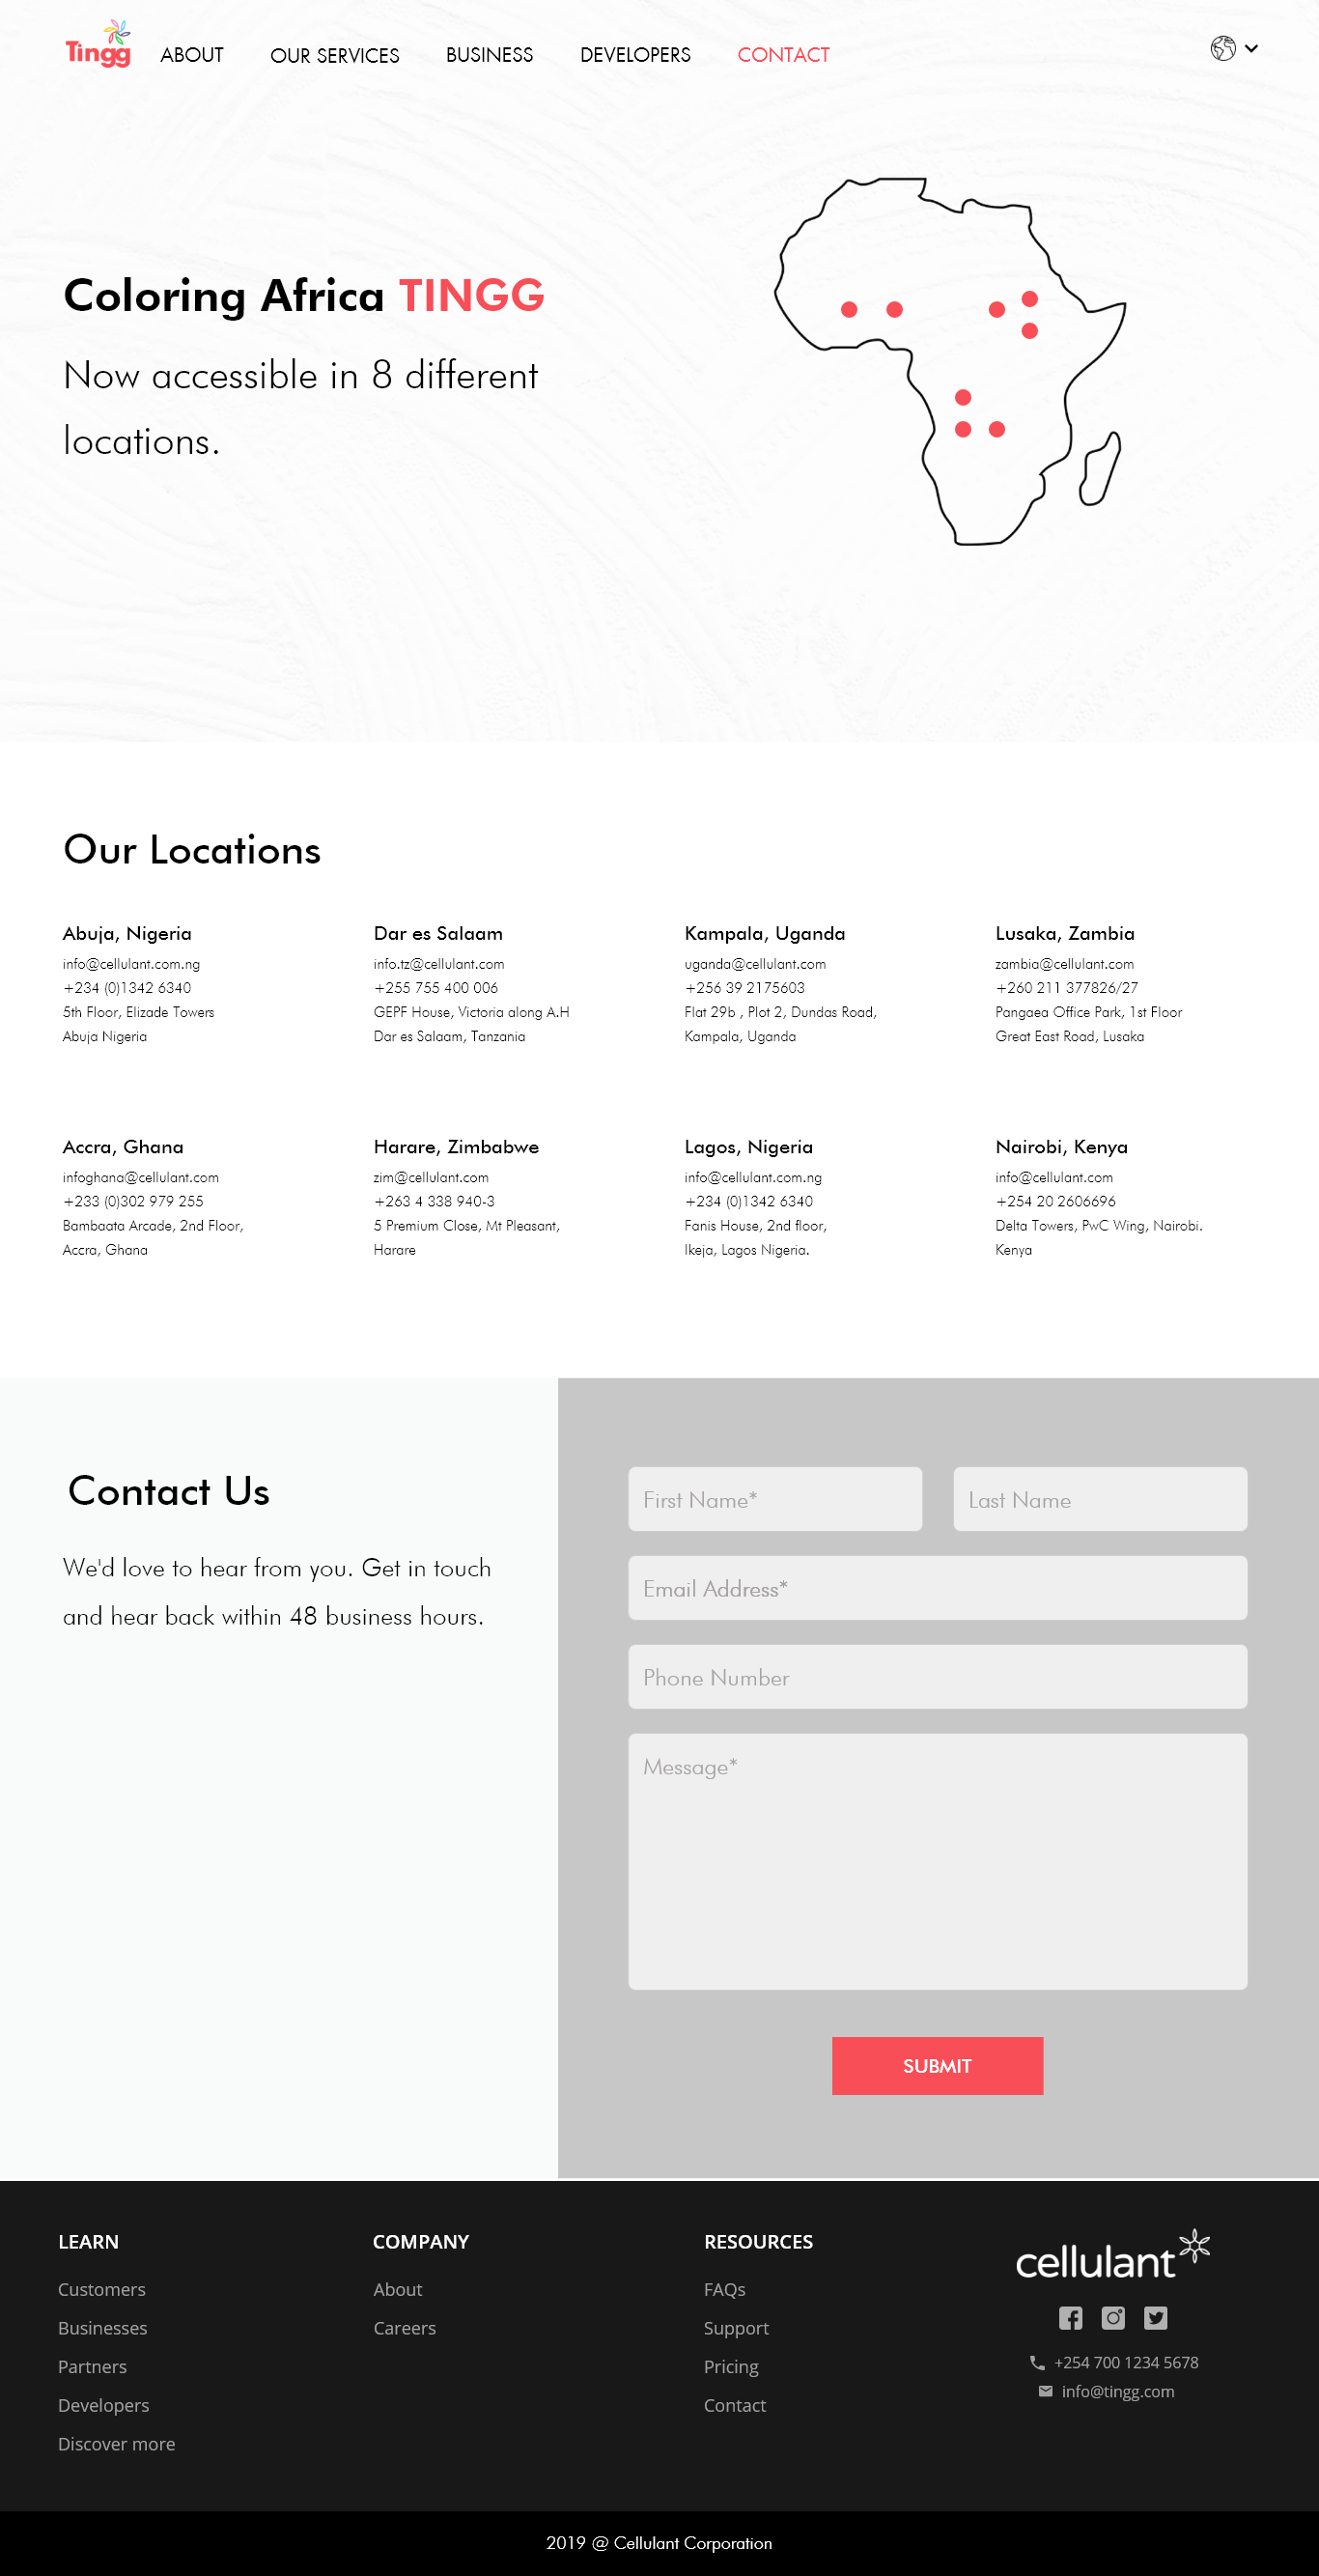 Tingg
ABOUT
OUR SERVICES
BUSINESS
DEVELOPERS
CONTACT
Coloring Africa TINGG
Now accessible in 8 different
locations.
Our Locations
Abuja, Nigeria
info@cellulant.com.ng
+234 (0)1342 6340
5th Floor, Elizade Towers
Abuja Nigeria
Dar es Salaam
info.tz@cellulant.com
+255 755 400 006
GEPF House, Victoria along A.H
Dar es Salaam, Tanzania
Kampala, Uganda
uganda@cellulant.com
+256 39 2175603
Flat 29b , Plot 2, Dundas Road,
Kampala, Uganda
Lusaka, Zambia
zambia@cellulant.com
+260 211 377826/27
Pangaea Office Park, 1st Floor
Great East Road, Lusaka
Accra, Ghana
infoghana@cellulant.com
+233 (0)302 979 255
Bambaata Arcade, 2nd Floor,
Accra, Ghana
Harare, Zimbabwe
zim@cellulant.com
+263 4 338 940-3
5 Premium Close, Mt Pleasant,
Harare
Lagos, Nigeria
info@cellulant.com.ng
+234 (0)1342 6340
Fanis House, 2nd floor,
Ikeja, Lagos Nigeria.
Nairobi, Kenya
info@cellulant.com
+254 20 2606696
Delta Towers, PwC Wing, Nairobi.
Kenya
Contact Us
We'd love to hear from you. Get in touch
and hear back within 48 business hours.
First Name*
Last Name
Email Address*
Phone Number
Message*
SUBMIT
LEARN
Customers
Businesses
Partners
Developers
Discover more
COMPANY
About
Careers
RESOURCES
FAQs
Support
Pricing
Contact
cellulant
+254 700 1234 5678
info@tingg.com
2019 @ Cellulant Corporation